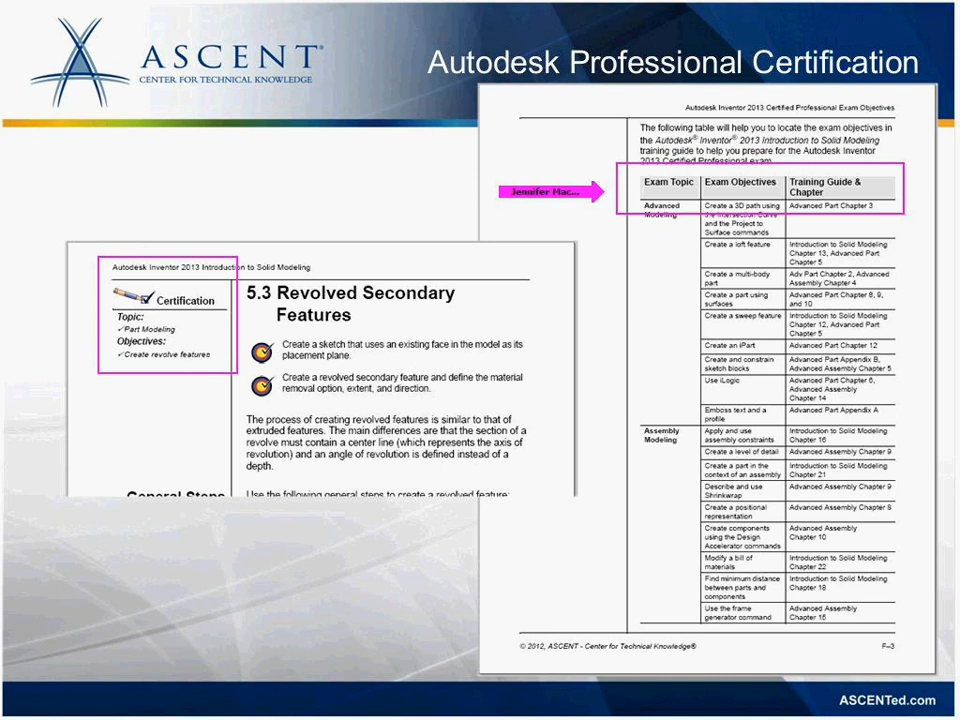 ASCENT®
CENTER FOR TECHNICAL KNOWLEDGE
Autodesk Professional Certification
Autodesk Inventor 2013 Introduction to Solid Modeling
Certification
Topic:
✓Part Modeling
Objectives:
✓Create revolve features
5.3 Revolved Secondary
Features
Create a sketch that uses an existing face in the model as its
placement plane.
Create a revolved secondary feature and define the material
removal option, extent, and direction.
The process of creating revolved features is similar to that of
extruded features. The main differences are that the section of a
revolve must contain a center line (which represents the axis of
revolution) and an angle of revolution is defined instead of a
depth.
General Steps
Use the following general steps to create a revolved feature:
Jennifer Mac...
Autodesk Inventor 2013 Certified Professional Exam Objectives
The following table will help you to locate the exam objectives in
the Autodesk® Inventor® 2013 Introduction to Solid Modeling
training guide to help you prepare for the Autodesk Inventor
2013 Certified Professional exam.
Exam Topic Exam Objectives Training Guide &
Chapter
Advanced
Modeling
Create a 3D path using
the Intersection Curve
and the Project to
Surface commands
Advanced Part Chapter 3
Create a loft feature
Introduction to Solid Modeling
Chapter 13, Advanced Part
Chapter 5
Create a multi-body
part
Adv Part Chapter 2, Advanced
Assembly Chapter 4
Create a part using
surfaces
Advanced Part Chapter 8, 9,
and 10
Create a sweep feature
Introduction to Solid Modeling
Chapter 12, Advanced Part
Chapter 5
Create an iPart
Advanced Part Chapter 12
Create and constrain
sketch blocks
Advanced Part Appendix B,
Advanced Assembly Chapter 5
Use iLogic
Advanced Part Chapter 6,
Advanced Assembly
Chapter 14
Emboss text and a
profile
Advanced Part Appendix A
Assembly
Modeling
Apply and use
assembly constraints
Introduction to Solid Modeling
Chapter 16
Create a level of detail
Advanced Assembly Chapter 9
Create a part in the
context of an assembly
Introduction to Solid Modeling
Chapter 21
Describe and use
Shrinkwrap
Advanced Assembly Chapter 9
Create a positional
representation
Advanced Assembly Chapter 8
Create components
using the Design
Accelerator commands
Advanced Assembly
Chapter 10
Modify a bill of
materials
Introduction to Solid Modeling
Chapter 22
Find minimum distance
between parts and
components
Introduction to Solid Modeling
Chapter 18
Use the frame
generator command
Advanced Assembly
Chapter 15
© 2012, ASCENT - Center for Technical Knowledge®
F–3
ASCENTed.com